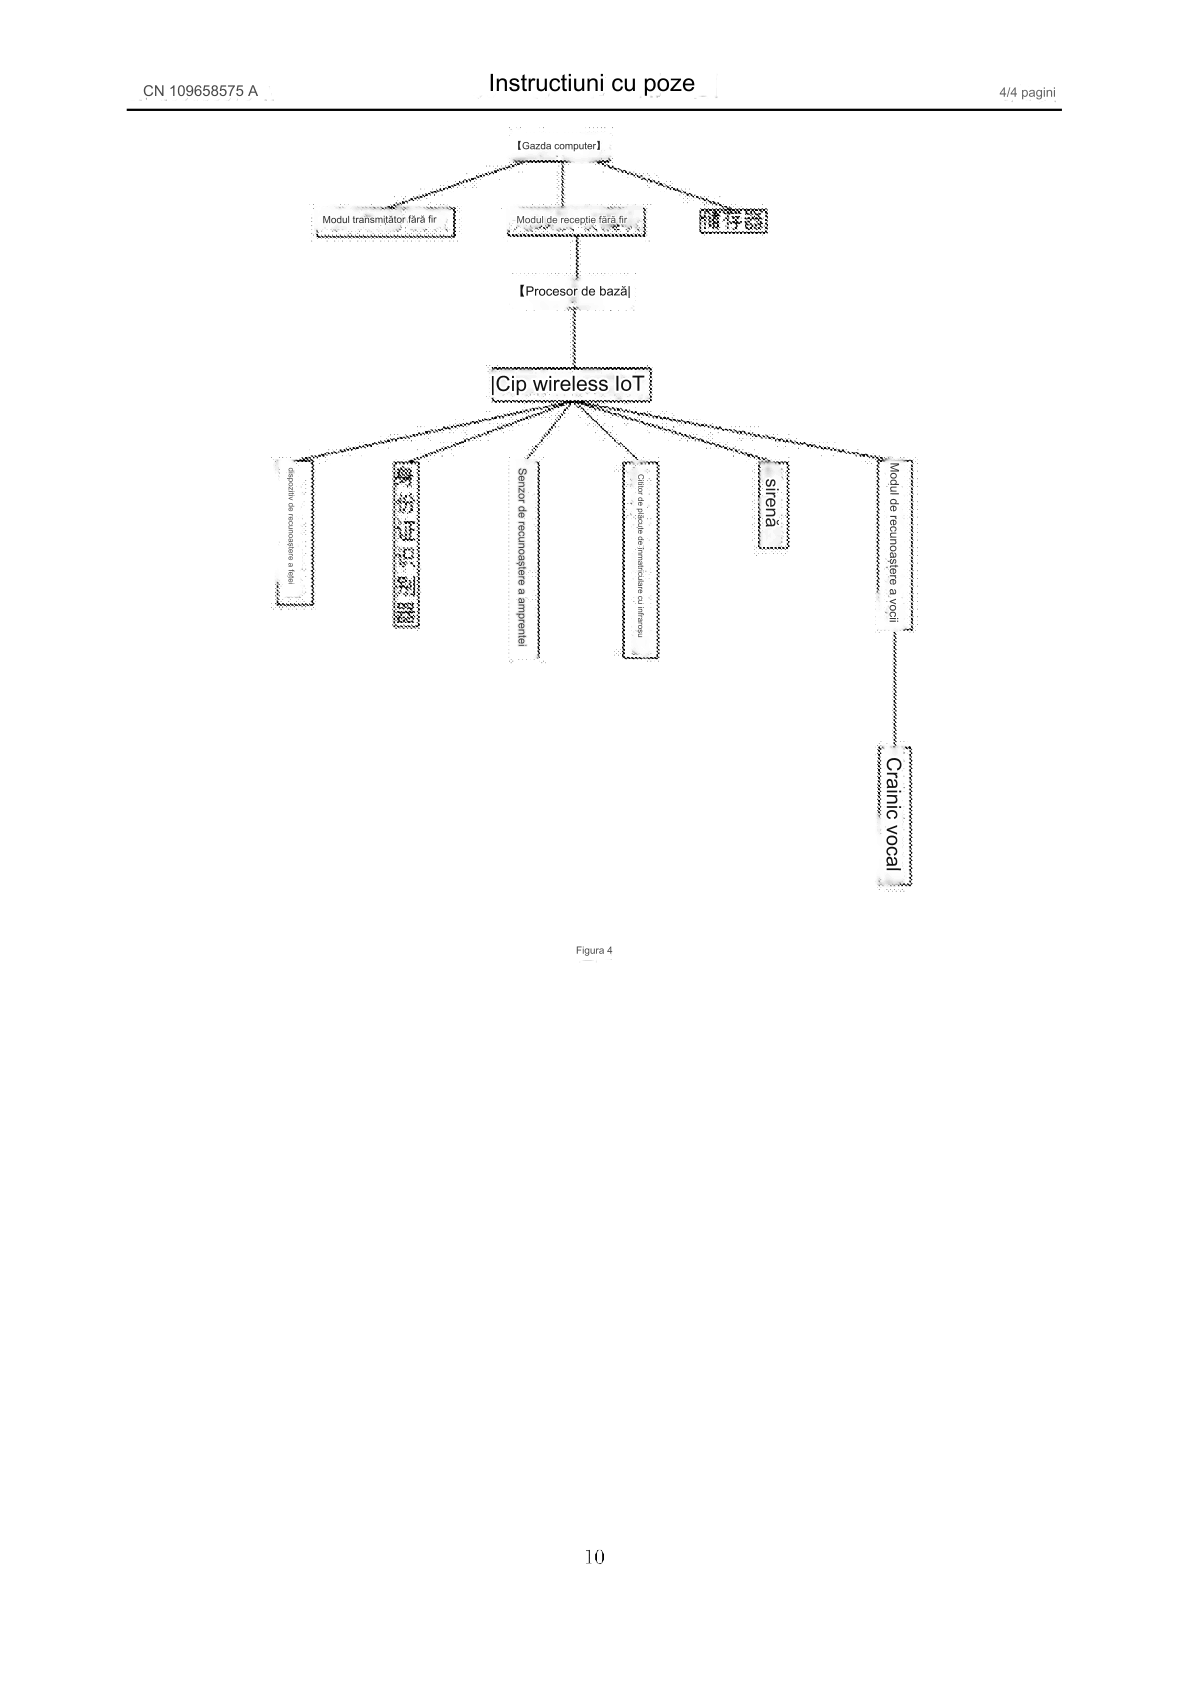 CN 109658575 A
Instructiuni cu poze
4/4 pagini
【Gazda computer】
Modul transmițător fără fir
Modul de recepție fără fir
储存器
【Procesor de bază|
|Cip wireless IoT
dispozitiv de recunoaștere a feței
Senzor de recunoaștere a amprentei
Cititor de plăcuțe de înmatriculare cu infraroșu
sirenă
Modul de recunoaștere a vocii
Crainic vocal
Figura 4
10